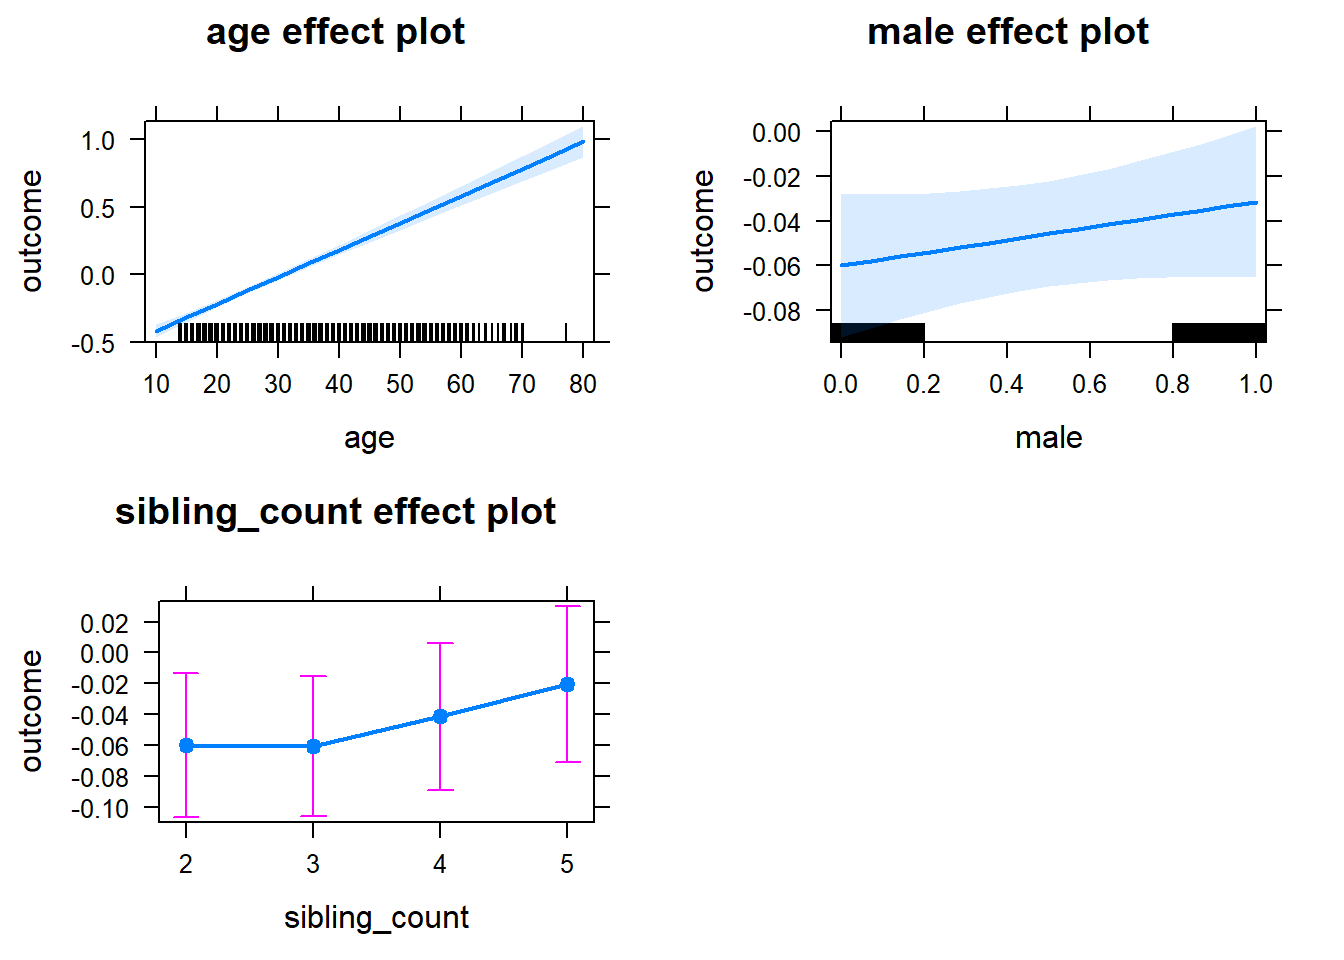 age effect plot
outcome
1.0
0.5
0.0
-0.5
10 20 30 40 50 60 70 80
age
male effect plot
outcome
0.00
-0.02
-0.04
-0.06
-0.08
0.0 0.2 0.4 0.6 0.8 1.0
male
sibling_count effect plot
outcome
0.02
0.00
-0.02
-0.04
-0.06
-0.08
-0.10
2 3 4 5
sibling_count